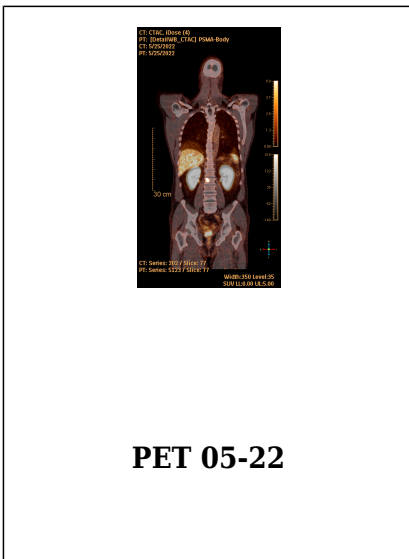 CT: CTAC, iDose (4)
PT: [DetailWB_CTAC] PSMA-Body
CT: 5/25/2022
PT: 5/25/2022
30 cm
CT: Series: 202 / Slice: 77
PT: Series: 5123 / Slice: 77
Width:350 Level:35
SUV LL:0.00 UL:5.00
PET 05-22